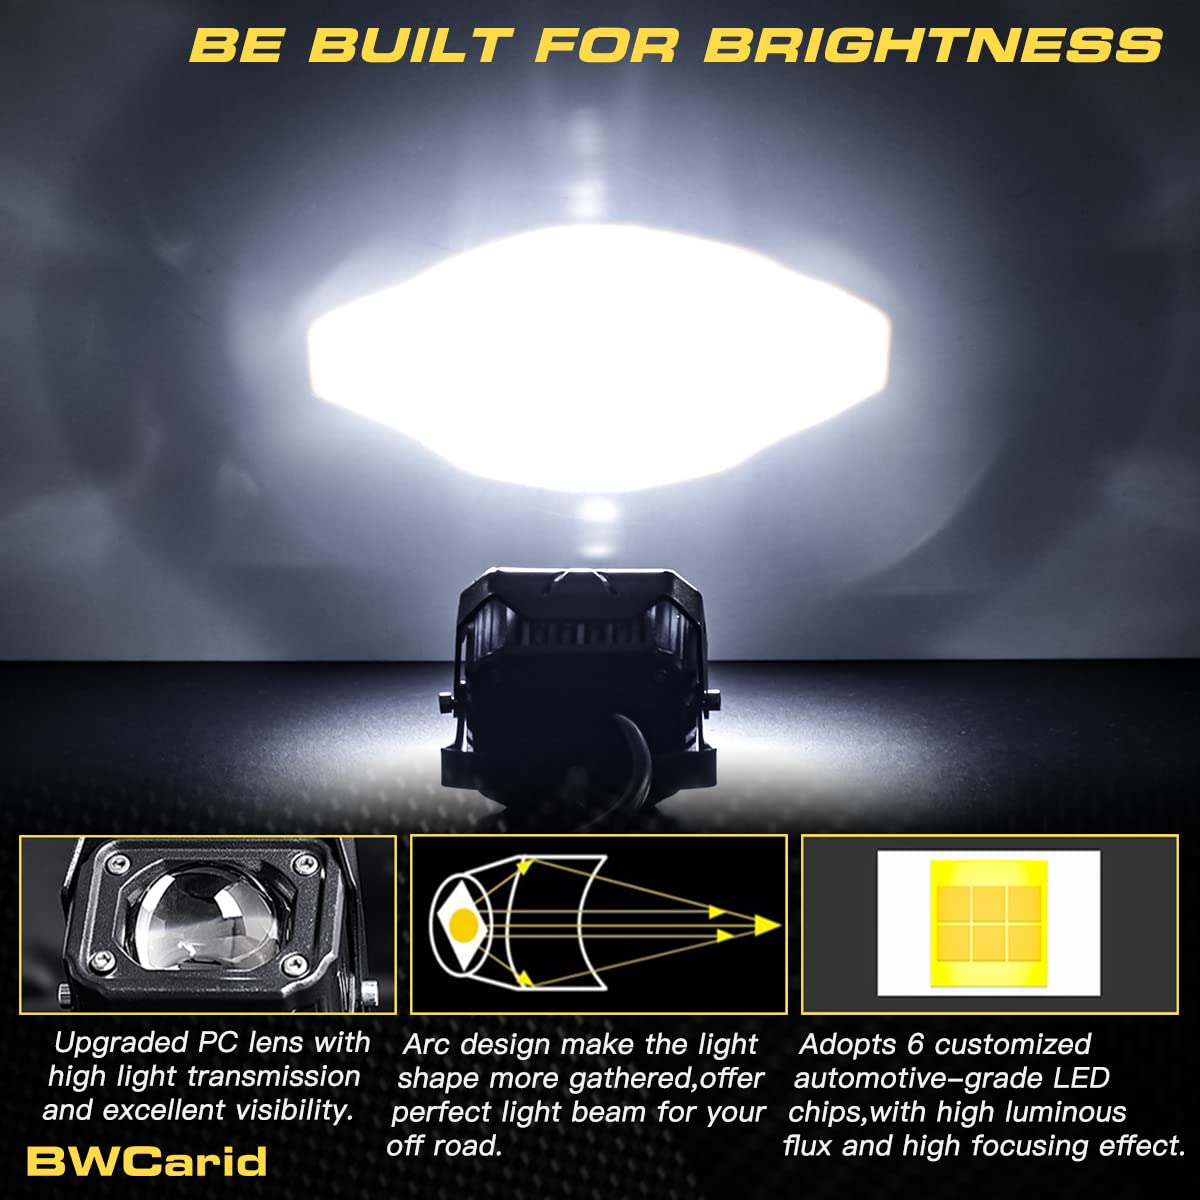 BE BUILT FOR BRIGHTNESS
Upgraded PC lens with
high light transmission
and excellent visibility.
Arc design make the light
shape more gathered,offer
perfect light beam for your
off road.
Adopts 6 customized
automotive-grade LED
chips,with high luminous
flux and high focusing effect.
BWCarid